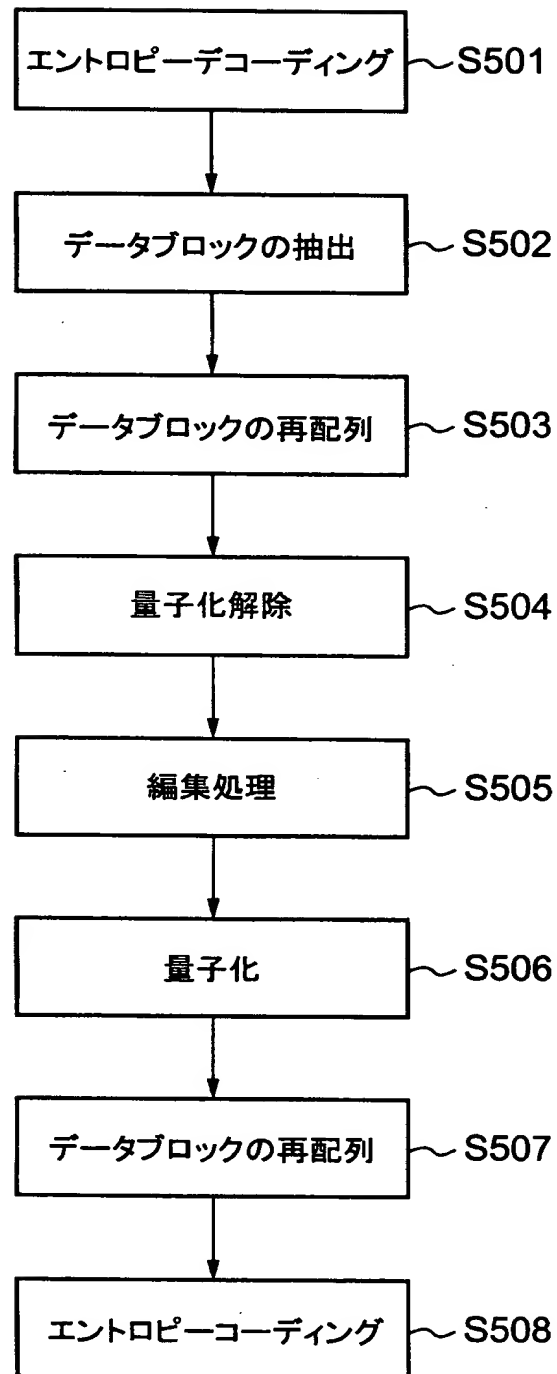 エントロピーデコーディング S501
データブロックの抽出 S502
データブロックの再配列 S503
量子化解除 S504
編集処理 S505
量子化 S506
データブロックの再配列 S507
エントロピーコーディング S508